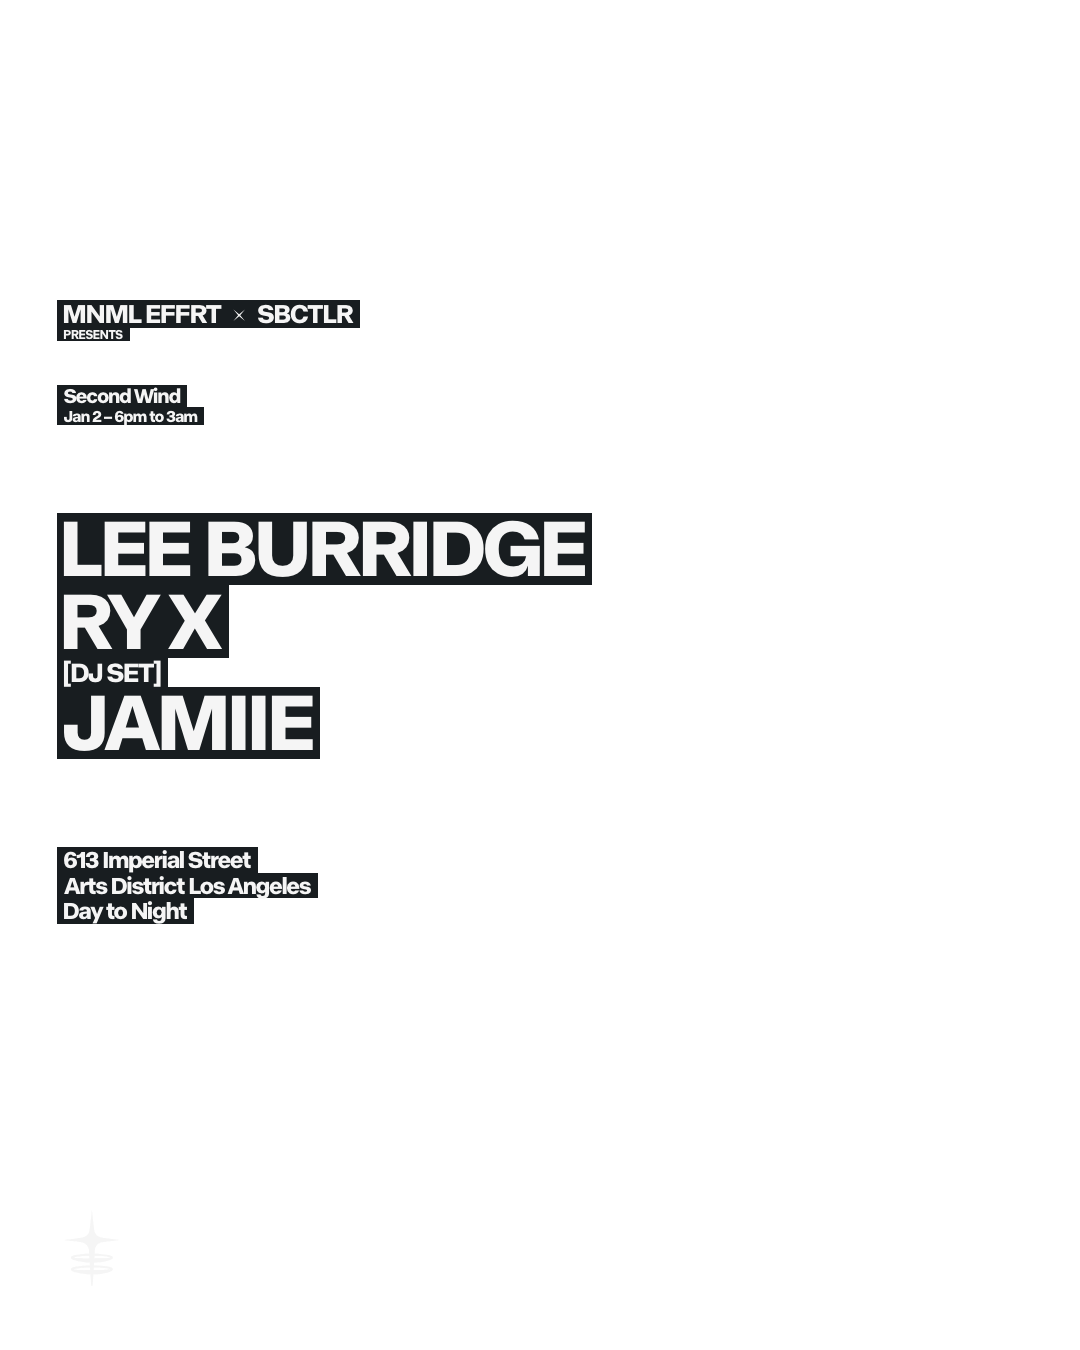 MNML EFFRT × SBCTLR
PRESENTS
Second Wind
Jan 2 – 6pm to 3am
LEE BURRIDGE
RY X
[DJ SET]
JAMIIE
613 Imperial Street
Arts District Los Angeles
Day to Night